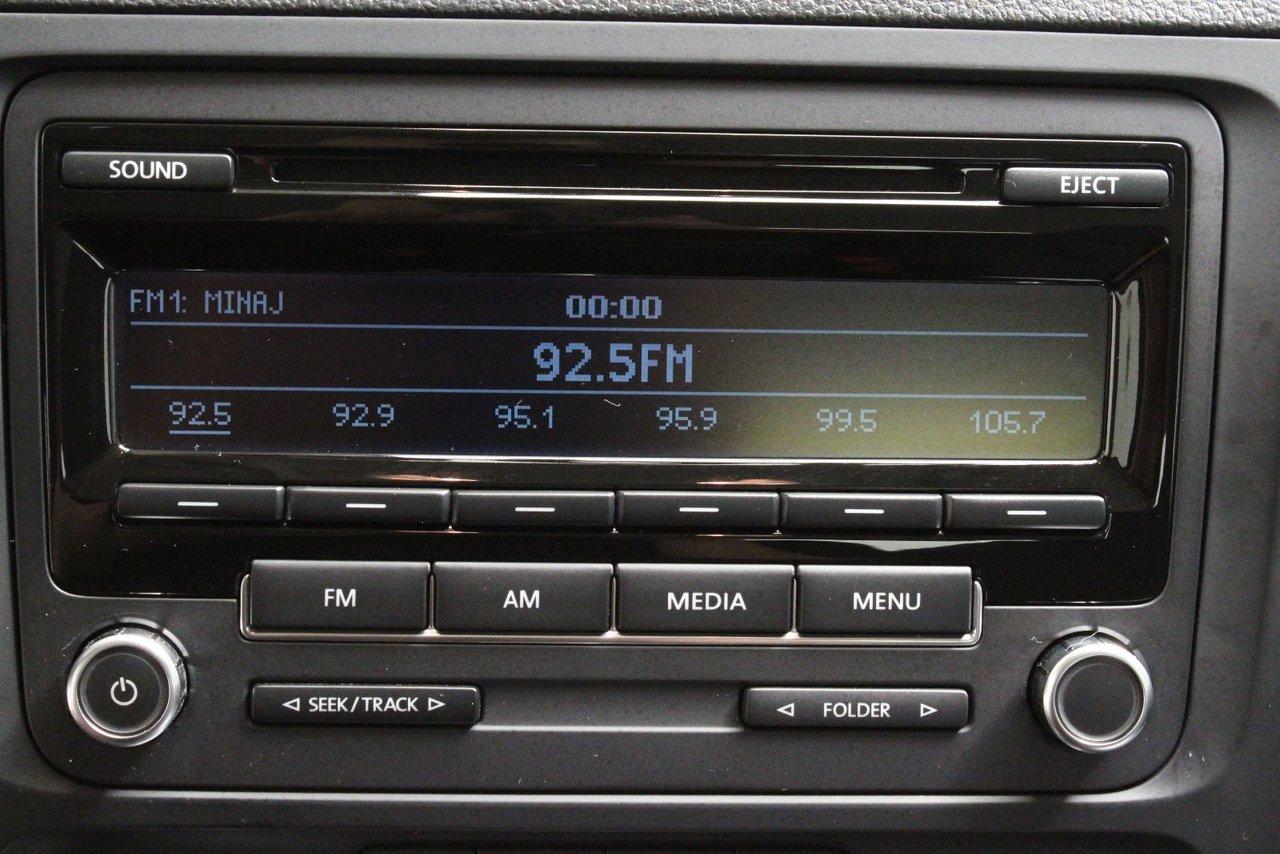 SOUND EJECT
FM1: MINAJ 00:00
92.5FM
92.5 92.9 95.1 95.9 99.5 105.7
FM AM MEDIA MENU
SEEK/TRACK FOLDER